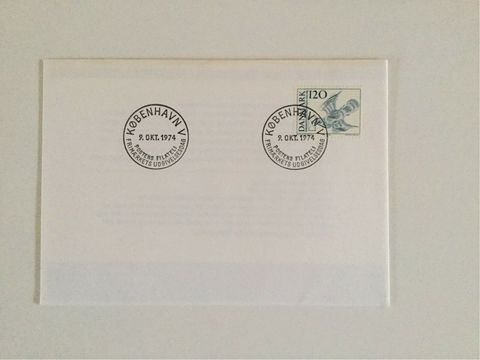 KØBENHAVN V
9. OKT. 1974
POSTENS FILATELI
FRIMÆRKETS UDGIVELSESDAG
KØBENHAVN V
9. OKT. 1974
POSTENS FILATELI
FRIMÆRKETS UDGIVELSESDAG
DANMARK
120